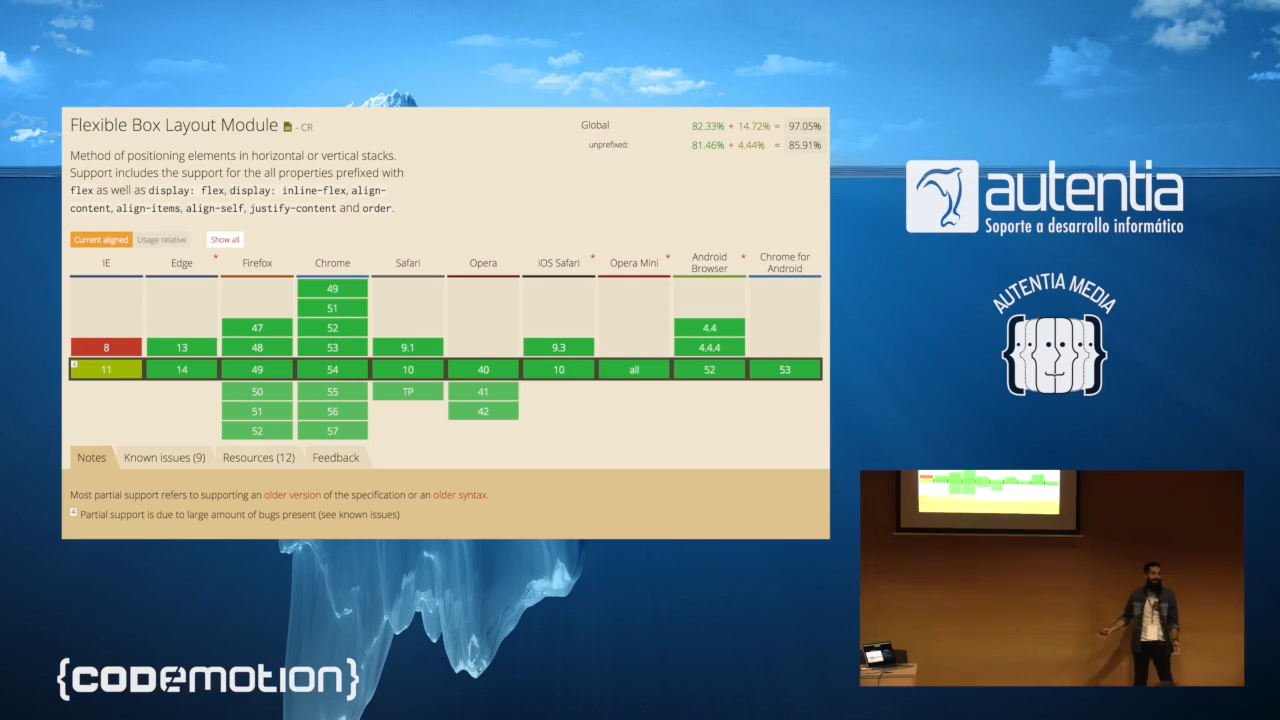 Flexible Box Layout Module - CR
Global 82.33% + 14.72% = 97.05%
unprefixed: 81.46% + 4.44% = 85.91%
Method of positioning elements in horizontal or vertical stacks.
Support includes the support for the all properties prefixed with
flex as well as display: flex, display: inline-flex, align-
content, align-items, align-self, justify-content and order.
Current aligned Usage relative Show all
IE Edge * Firefox Chrome Safari Opera iOS Safari * Opera Mini * Android Browser * Chrome for Android
49
51
47 52 4.4
8 13 48 53 9.1 9.3 4.4.4
4 11 14 49 54 10 40 10 all 52 53
50 55 TP 41
51 56 42
52 57
Notes Known issues (9) Resources (12) Feedback
Most partial support refers to supporting an older version of the specification or an older syntax.
4 Partial support is due to large amount of bugs present (see known issues)
autentia
Soporte a desarrollo informático
AUTENTIA MEDIA
{CODEMOTION}